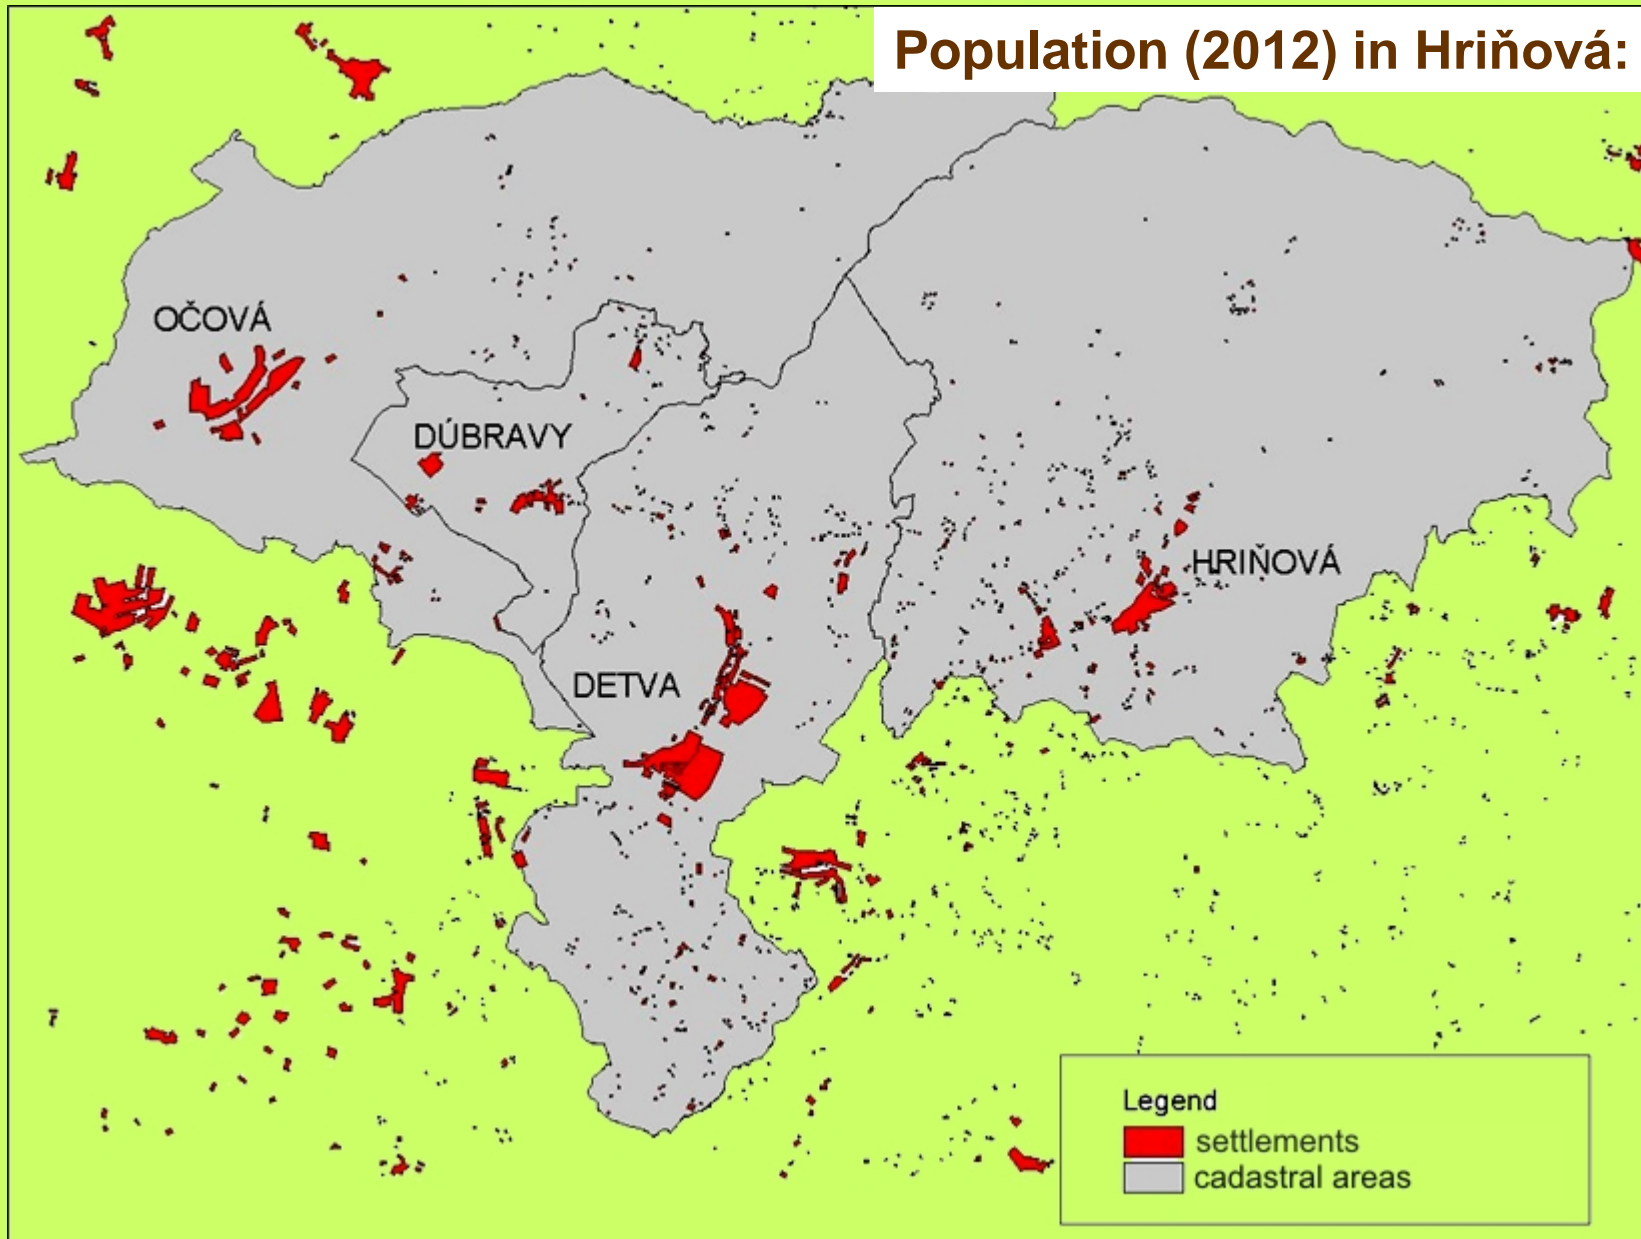 Population (2012) in Hriňová:
OČOVÁ
DÚBRAVY
HRIŇOVÁ
DETVA
Legend
settlements
cadastral areas